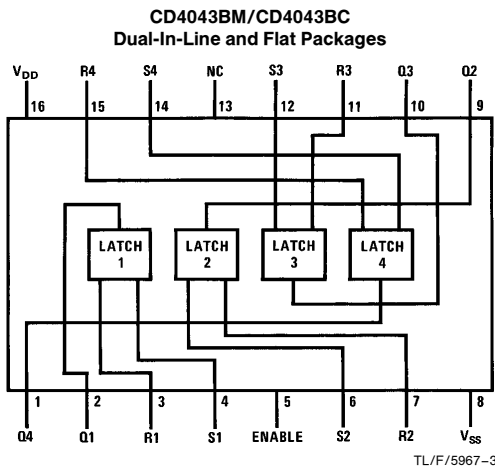 CD4043BM/CD4043BC
Dual-In-Line and Flat Packages
VDD R4 S4 NC S3 R3 Q3 Q2
16 15 14 13 12 11 10 9
LATCH 1 LATCH 2 LATCH 3 LATCH 4
1 2 3 4 5 6 7 8
Q4 Q1 R1 S1 ENABLE S2 R2 VSS
TL/F/5967–3